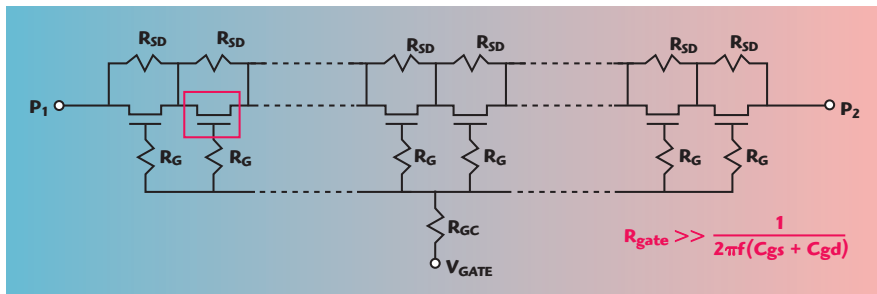 RSD RSD RSD RSD RSD RSD
P1 P2
RG RG RG RG RG RG
RGC
Rgate >> 1
2πf(Cgs + Cgd)
VGATE